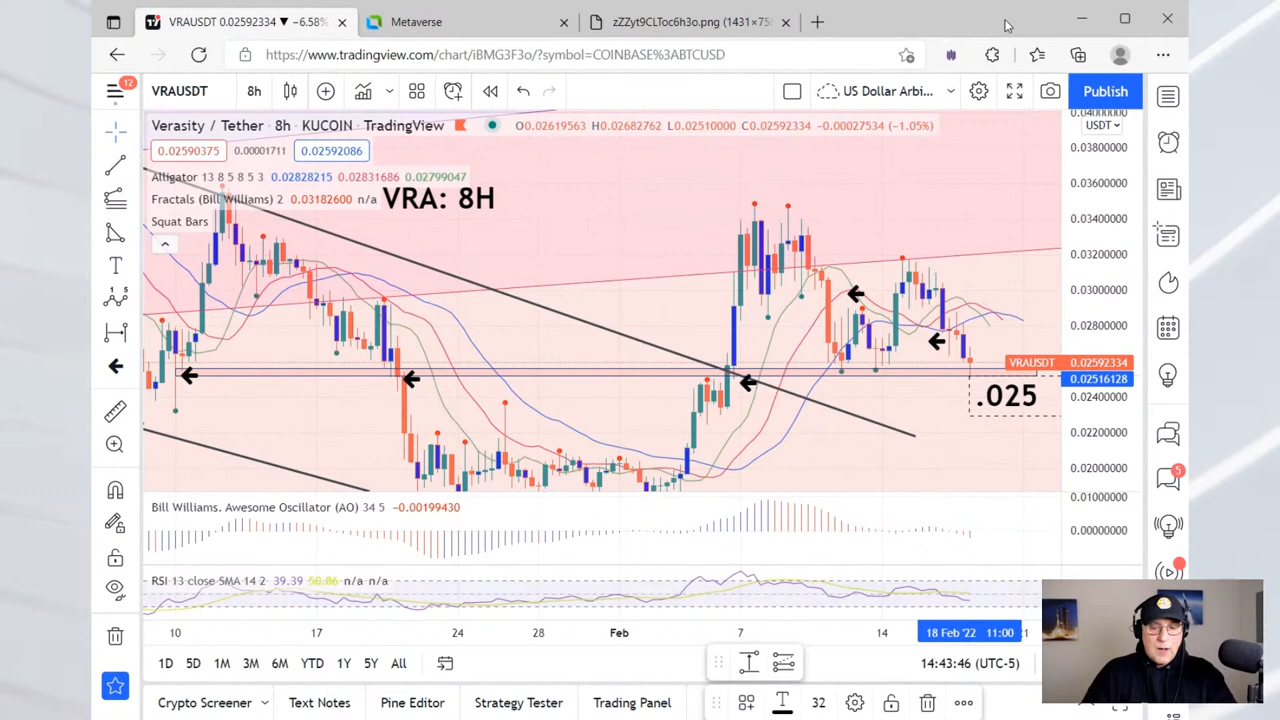 VRAUSDT 0.02592334 ▼ −6.58%
Metaverse
zZZyt9CLToc6h3o.png (1431×75
https://www.tradingview.com/chart/iBMG3F3o/?symbol=COINBASE%3ABTCUSD
12
VRAUSDT
8h
US Dollar Arbi...
Publish
Verasity / Tether · 8h · KUCOIN · TradingView
O0.02619563 H0.02682762 L0.02510000 C0.02592334 −0.00027534 (−1.05%)
0.02590375
0.00001711
0.02592086
Alligator 13 8 5 8 5 3 0.02828215 0.02831686 0.02799047
Fractals (Bill Williams) 2 0.03182600 n/a
Squat Bars
VRA: 8H
.025
0.04000000
USDT
0.03800000
0.03600000
0.03400000
0.03200000
0.03000000
0.02800000
VRAUSDT 0.02592334
0.02516128
0.02400000
0.02200000
0.02000000
Bill Williams. Awesome Oscillator (AO) 34 5 −0.00199430
0.01000000
0.00000000
RSI 13 close SMA 14 2 39.39 50.86 n/a n/a
5
10
17
24
28
Feb
7
14
18 Feb '22 11:00
21
1D 5D 1M 3M 6M YTD 1Y 5Y All
14:43:46 (UTC-5)
Crypto Screener
Text Notes
Pine Editor
Strategy Tester
Trading Panel
T
32